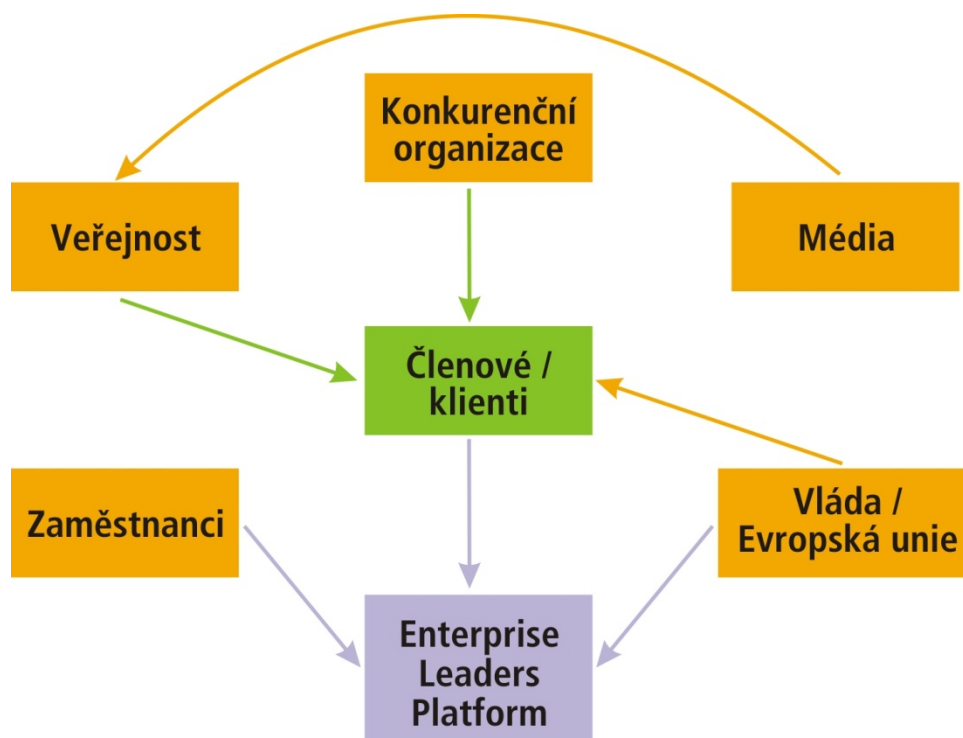 Konkurenční
organizace
Veřejnost
Média
Členové /
klienti
Zaměstnanci
Vláda /
Evropská unie
Enterprise
Leaders
Platform